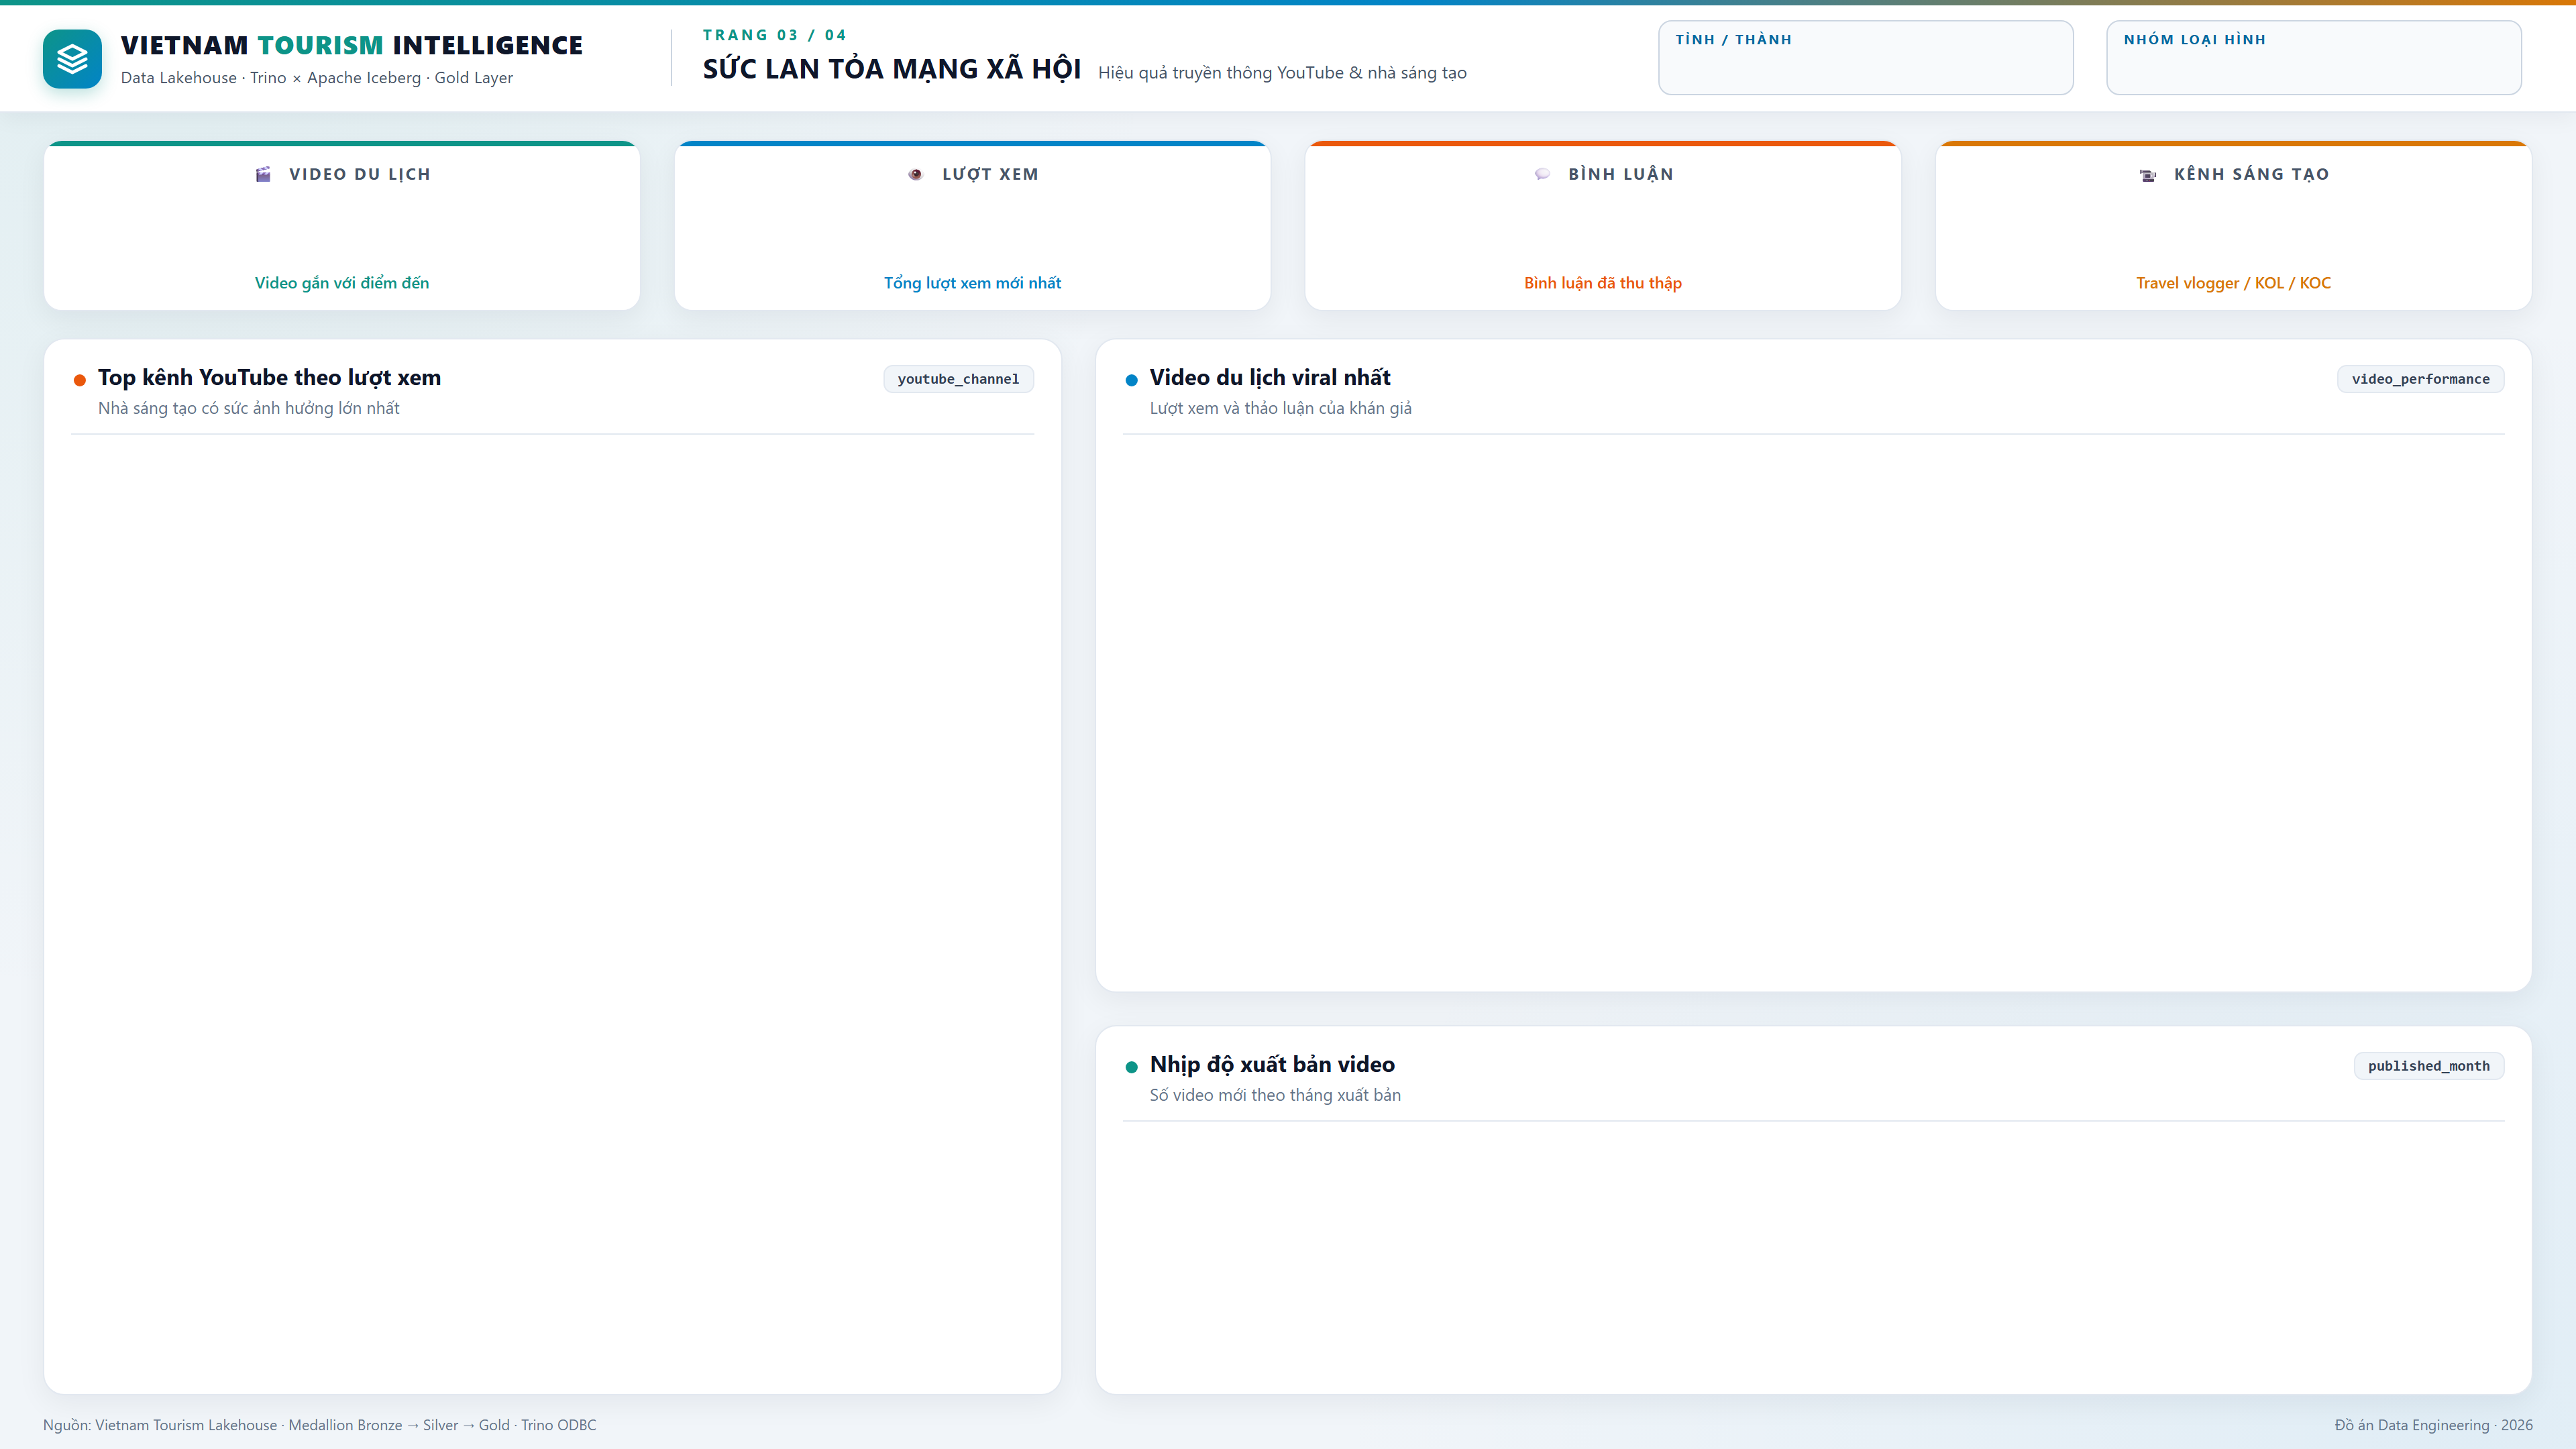 VIETNAM TOURISM INTELLIGENCE
Data Lakehouse · Trino × Apache Iceberg · Gold Layer
TRANG 03 / 04
SỨC LAN TỎA MẠNG XÃ HỘI Hiệu quả truyền thông YouTube & nhà sáng tạo
TỈNH / THÀNH
NHÓM LOẠI HÌNH
VIDEO DU LỊCH
Video gắn với điểm đến
LƯỢT XEM
Tổng lượt xem mới nhất
BÌNH LUẬN
Bình luận đã thu thập
KÊNH SÁNG TẠO
Travel vlogger / KOL / KOC
Top kênh YouTube theo lượt xem
youtube_channel
Nhà sáng tạo có sức ảnh hưởng lớn nhất
Video du lịch viral nhất
video_performance
Lượt xem và thảo luận của khán giả
Nhịp độ xuất bản video
published_month
Số video mới theo tháng xuất bản
Nguồn: Vietnam Tourism Lakehouse · Medallion Bronze → Silver → Gold · Trino ODBC
Đồ án Data Engineering · 2026